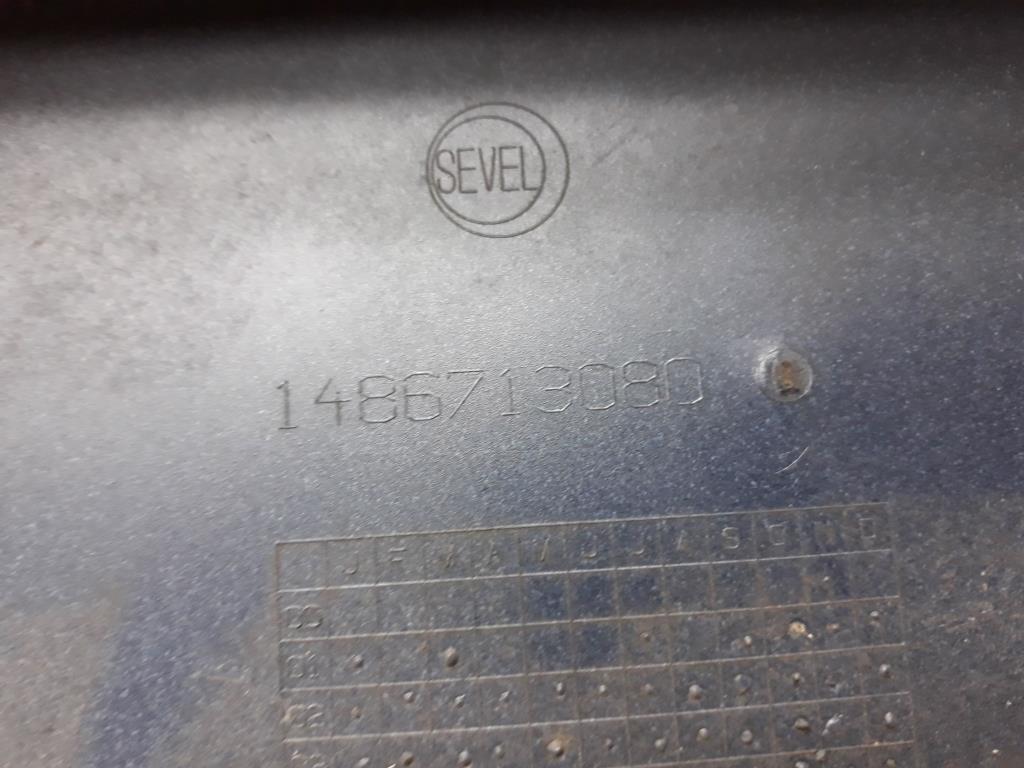 SEVEL
1486713080
J F M A M J J A S O N D
00
01
02